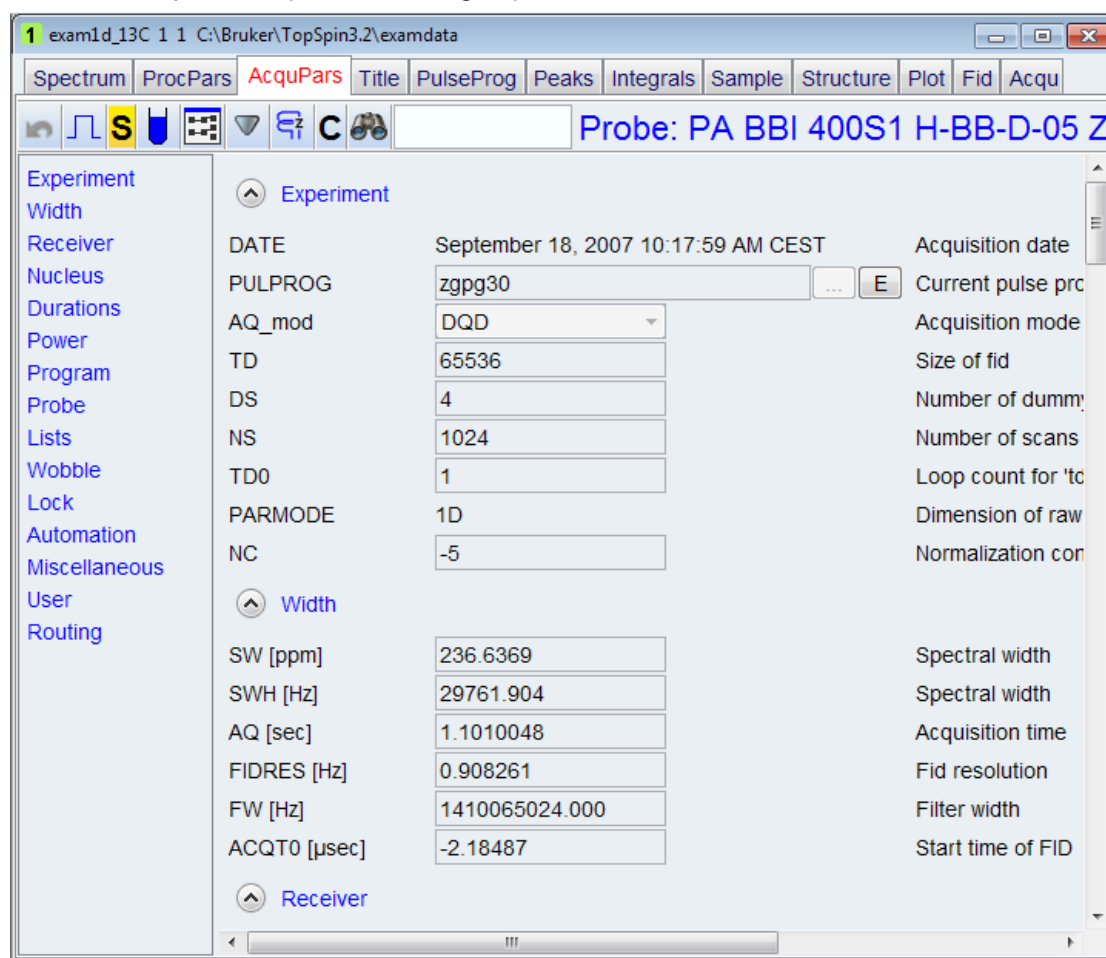 1 exam1d_13C 1 1 C:\Bruker\TopSpin3.2\examdata
Spectrum ProcPars AcquPars Title PulseProg Peaks Integrals Sample Structure Plot Fid Acqu
S C Probe: PA BBI 400S1 H-BB-D-05 Z
Experiment
Width
Receiver
Nucleus
Durations
Power
Program
Probe
Lists
Wobble
Lock
Automation
Miscellaneous
User
Routing
Experiment
DATE September 18, 2007 10:17:59 AM CEST Acquisition date
PULPROG zgpg30 ... E Current pulse pro
AQ_mod DQD Acquisition mode
TD 65536 Size of fid
DS 4 Number of dummy
NS 1024 Number of scans
TD0 1 Loop count for 'td
PARMODE 1D Dimension of raw
NC -5 Normalization con
Width
SW [ppm] 236.6369 Spectral width
SWH [Hz] 29761.904 Spectral width
AQ [sec] 1.1010048 Acquisition time
FIDRES [Hz] 0.908261 Fid resolution
FW [Hz] 1410065024.000 Filter width
ACQT0 [µsec] -2.18487 Start time of FID
Receiver